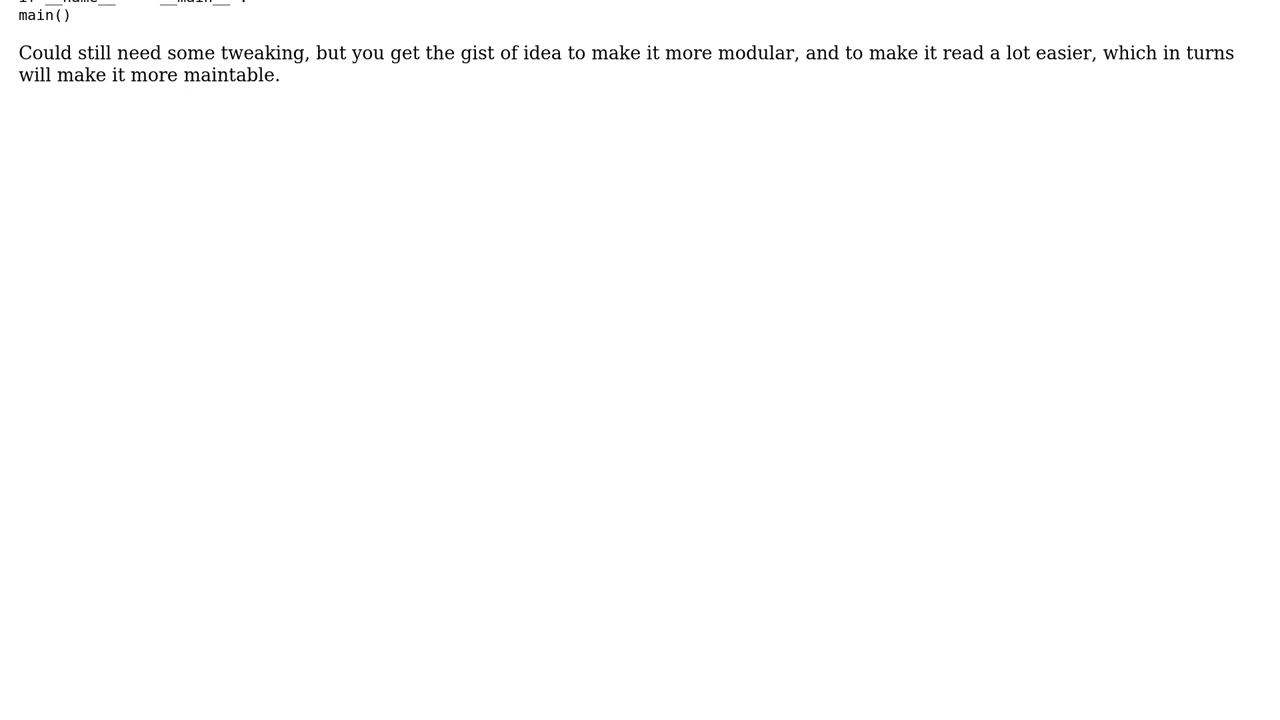 main()
Could still need some tweaking, but you get the gist of idea to make it more modular, and to make it read a lot easier, which in turns
will make it more maintable.